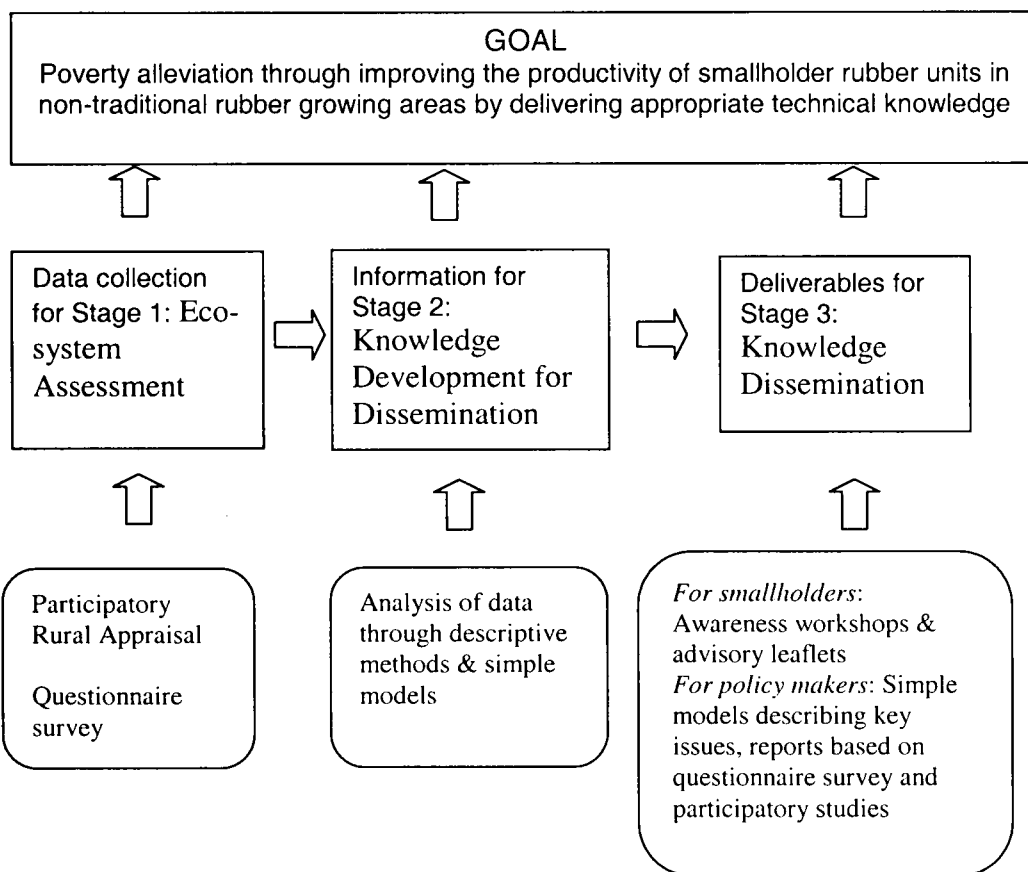 GOAL
Poverty alleviation through improving the productivity of smallholder rubber units in
non-traditional rubber growing areas by delivering appropriate technical knowledge
Data collection
for Stage 1: Eco-
system
Assessment
Information for
Stage 2:
Knowledge
Development for
Dissemination
Deliverables for
Stage 3:
Knowledge
Dissemination
Participatory
Rural Appraisal
Questionnaire
survey
Analysis of data
through descriptive
methods & simple
models
For smallholders:
Awareness workshops &
advisory leaflets
For policy makers: Simple
models describing key
issues, reports based on
questionnaire survey and
participatory studies